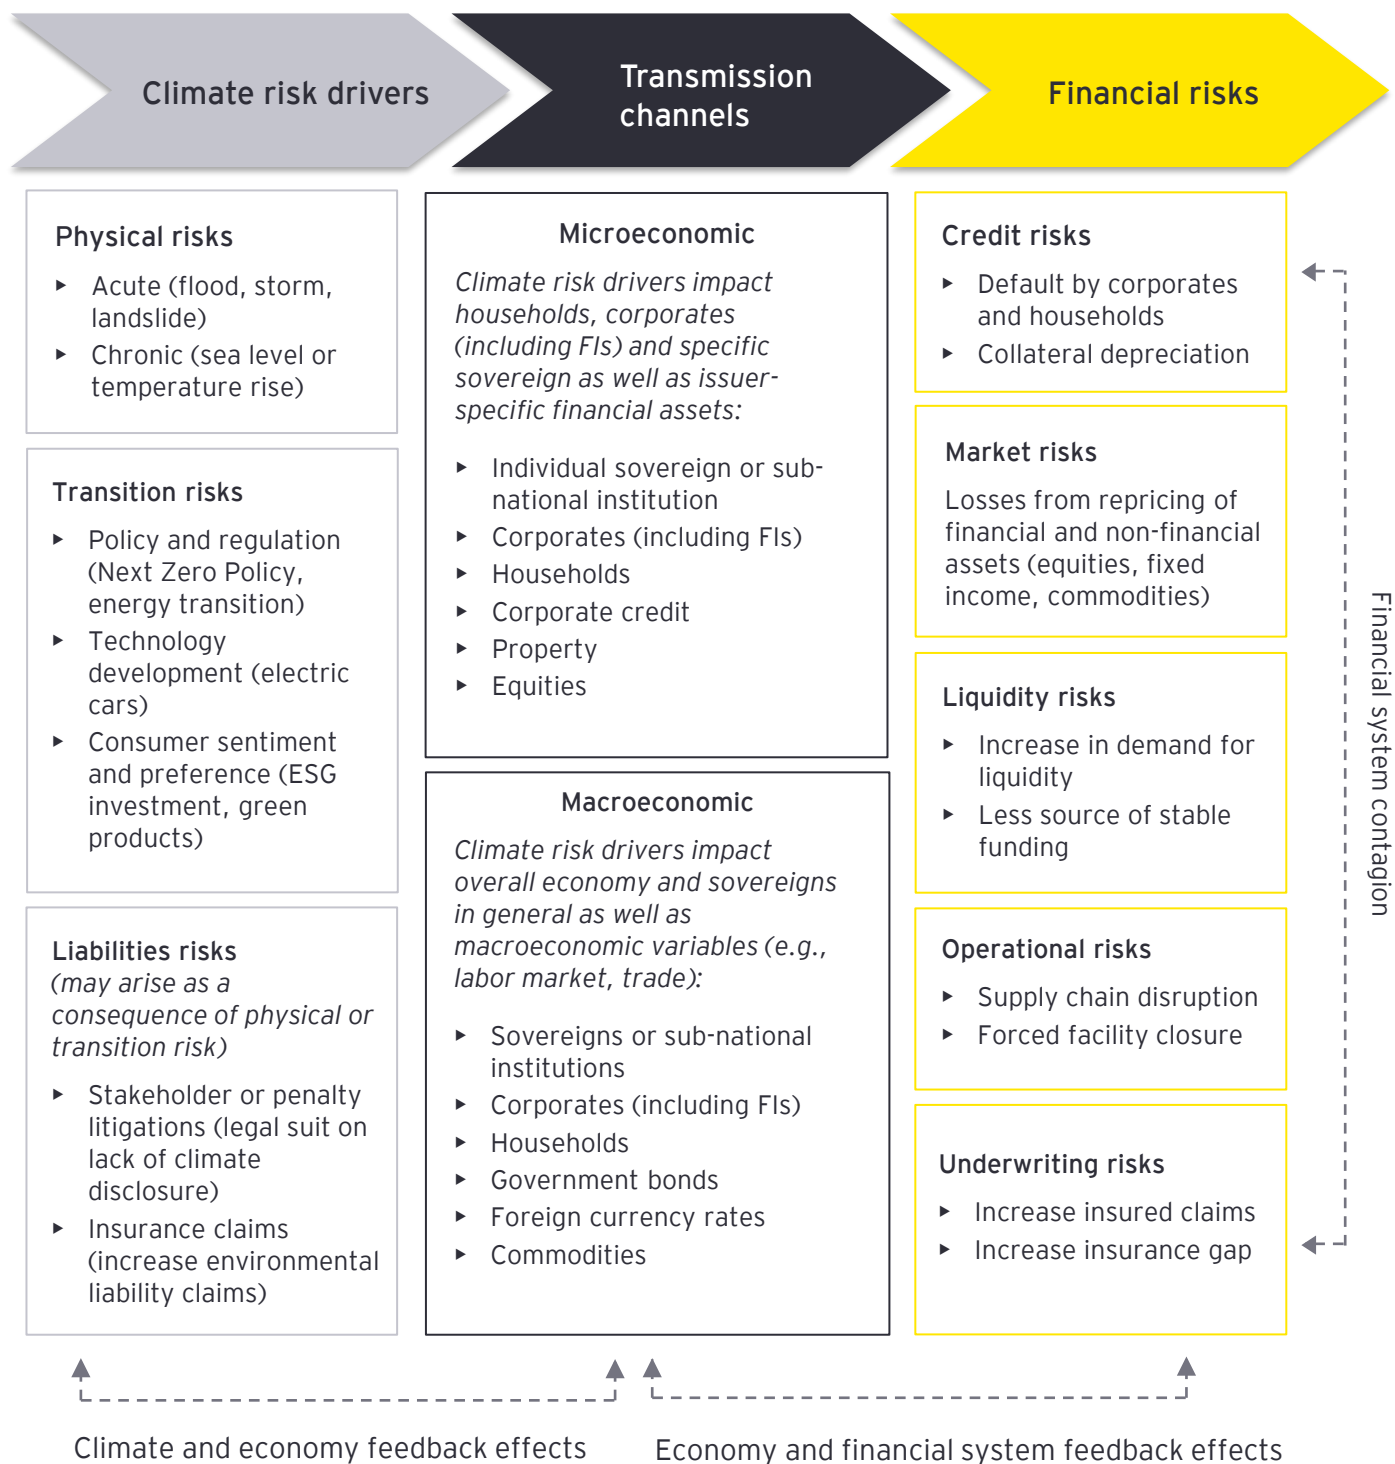 Climate risk drivers
Transmission
channels
Financial risks
Physical risks
▸ Acute (flood, storm,
landslide)
▸ Chronic (sea level or
temperature rise)
Transition risks
▸ Policy and regulation
(Next Zero Policy,
energy transition)
▸ Technology
development (electric
cars)
▸ Consumer sentiment
and preference (ESG
investment, green
products)
Liabilities risks
(may arise as a
consequence of physical or
transition risk)
▸ Stakeholder or penalty
litigations (legal suit on
lack of climate
disclosure)
▸ Insurance claims
(increase environmental
liability claims)
Microeconomic
Climate risk drivers impact
households, corporates
(including FIs) and specific
sovereign as well as issuer-
specific financial assets:
▸ Individual sovereign or sub-
national institution
▸ Corporates (including FIs)
▸ Households
▸ Corporate credit
▸ Property
▸ Equities
Macroeconomic
Climate risk drivers impact
overall economy and sovereigns
in general as well as
macroeconomic variables (e.g.,
labor market, trade):
▸ Sovereigns or sub-national
institutions
▸ Corporates (including FIs)
▸ Households
▸ Government bonds
▸ Foreign currency rates
▸ Commodities
Credit risks
▸ Default by corporates
and households
▸ Collateral depreciation
Market risks
Losses from repricing of
financial and non-financial
assets (equities, fixed
income, commodities)
Liquidity risks
▸ Increase in demand for
liquidity
▸ Less source of stable
funding
Operational risks
▸ Supply chain disruption
▸ Forced facility closure
Underwriting risks
▸ Increase insured claims
▸ Increase insurance gap
Financial system contagion
Climate and economy feedback effects
Economy and financial system feedback effects